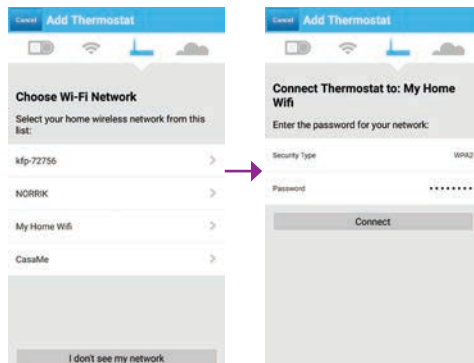 Cancel Add Thermostat
Choose Wi-Fi Network
Select your home wireless network from this
list:
kfp-72756
NORRIK
My Home Wifi
CasaMe
I don't see my network
Cancel Add Thermostat
Connect Thermostat to: My Home
Wifi
Enter the password for your network:
Security Type WPA2
Password ••••••••
Connect